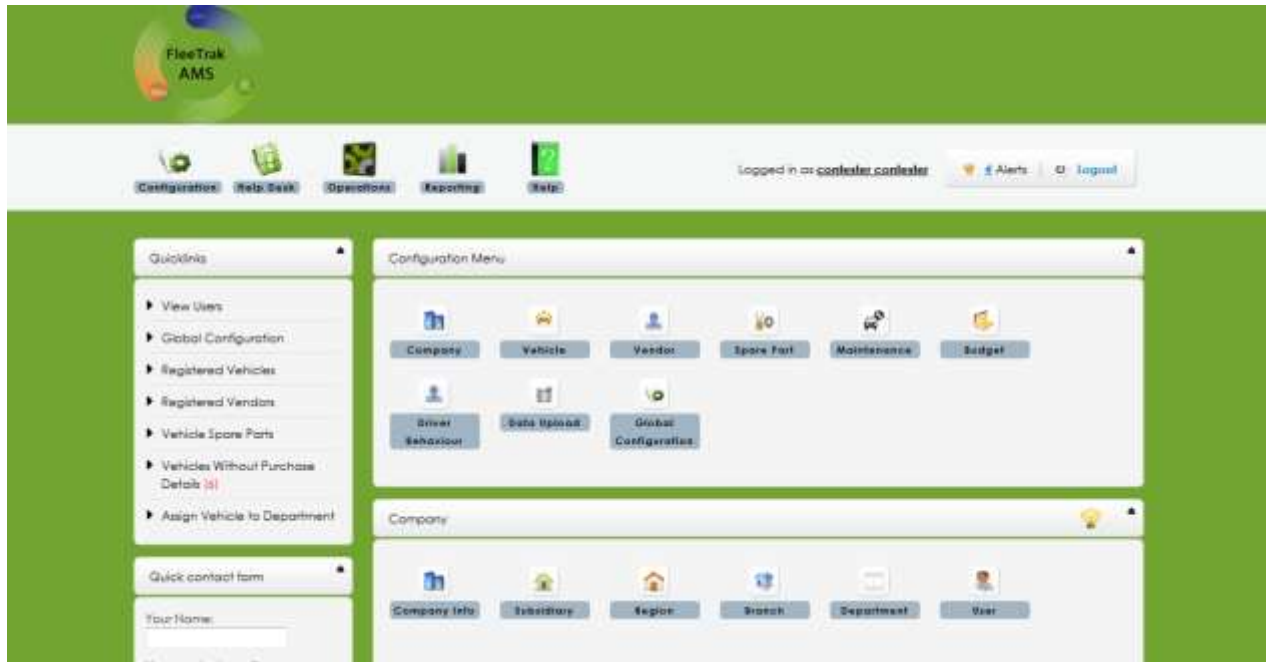 FleeTrak
AMS
Configuration Help Desk Operations Reporting Help
Logged in as contester contester
Alerts Logout
Quicklinks
View Users
Global Configuration
Registered Vehicles
Registered Vendors
Vehicle Spare Parts
Vehicles Without Purchase
Details (6)
Assign Vehicle to Department
Quick contact form
Your Name:
Configuration Menu
Company Vehicle Vendor Spare Part Maintenance Budget
Driver
Behaviour
Data Upload
Global
Configuration
Company
Company Info Subsidiary Region Branch Department User